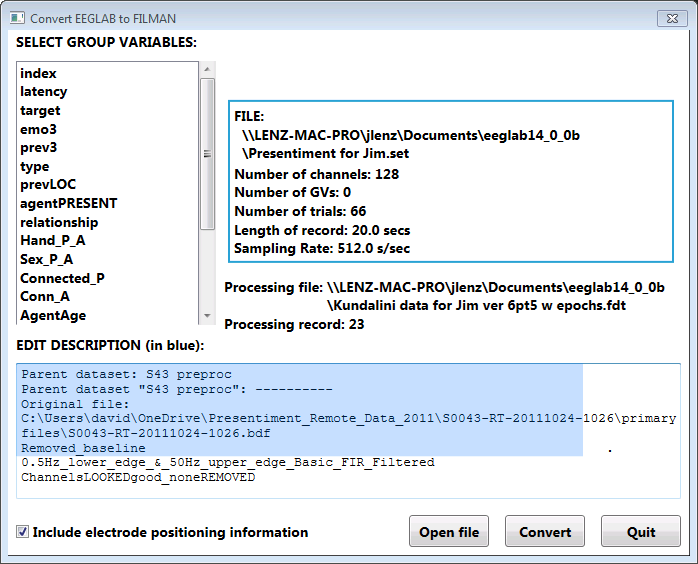 Convert EEGLAB to FILMAN
SELECT GROUP VARIABLES:
index
latency
target
emo3
prev3
type
prevLOC
agentPRESENT
relationship
Hand_P_A
Sex_P_A
Connected_P
Conn_A
AgentAge
FILE:
\\LENZ-MAC-PRO\jlenz\Documents\eeglab14_0_0b
\Presentiment for Jim.set
Number of channels: 128
Number of GVs: 0
Number of trials: 66
Length of record: 20.0 secs
Sampling Rate: 512.0 s/sec
Processing file: \\LENZ-MAC-PRO\jlenz\Documents\eeglab14_0_0b
\Kundalini data for Jim ver 6pt5 w epochs.fdt
Processing record: 23
EDIT DESCRIPTION (in blue):
Parent dataset: S43 preproc
Parent dataset "S43 preproc": ----------
Original file:
C:\Users\david\OneDrive\Presentiment_Remote_Data_2011\S0043-RT-20111024-1026\primary
files\S0043-RT-20111024-1026.bdf
Removed_baseline .
0.5Hz_lower_edge_&_50Hz_upper_edge_Basic_FIR_Filtered
ChannelsLOOKEDgood_noneREMOVED
Include electrode positioning information
Open file
Convert
Quit